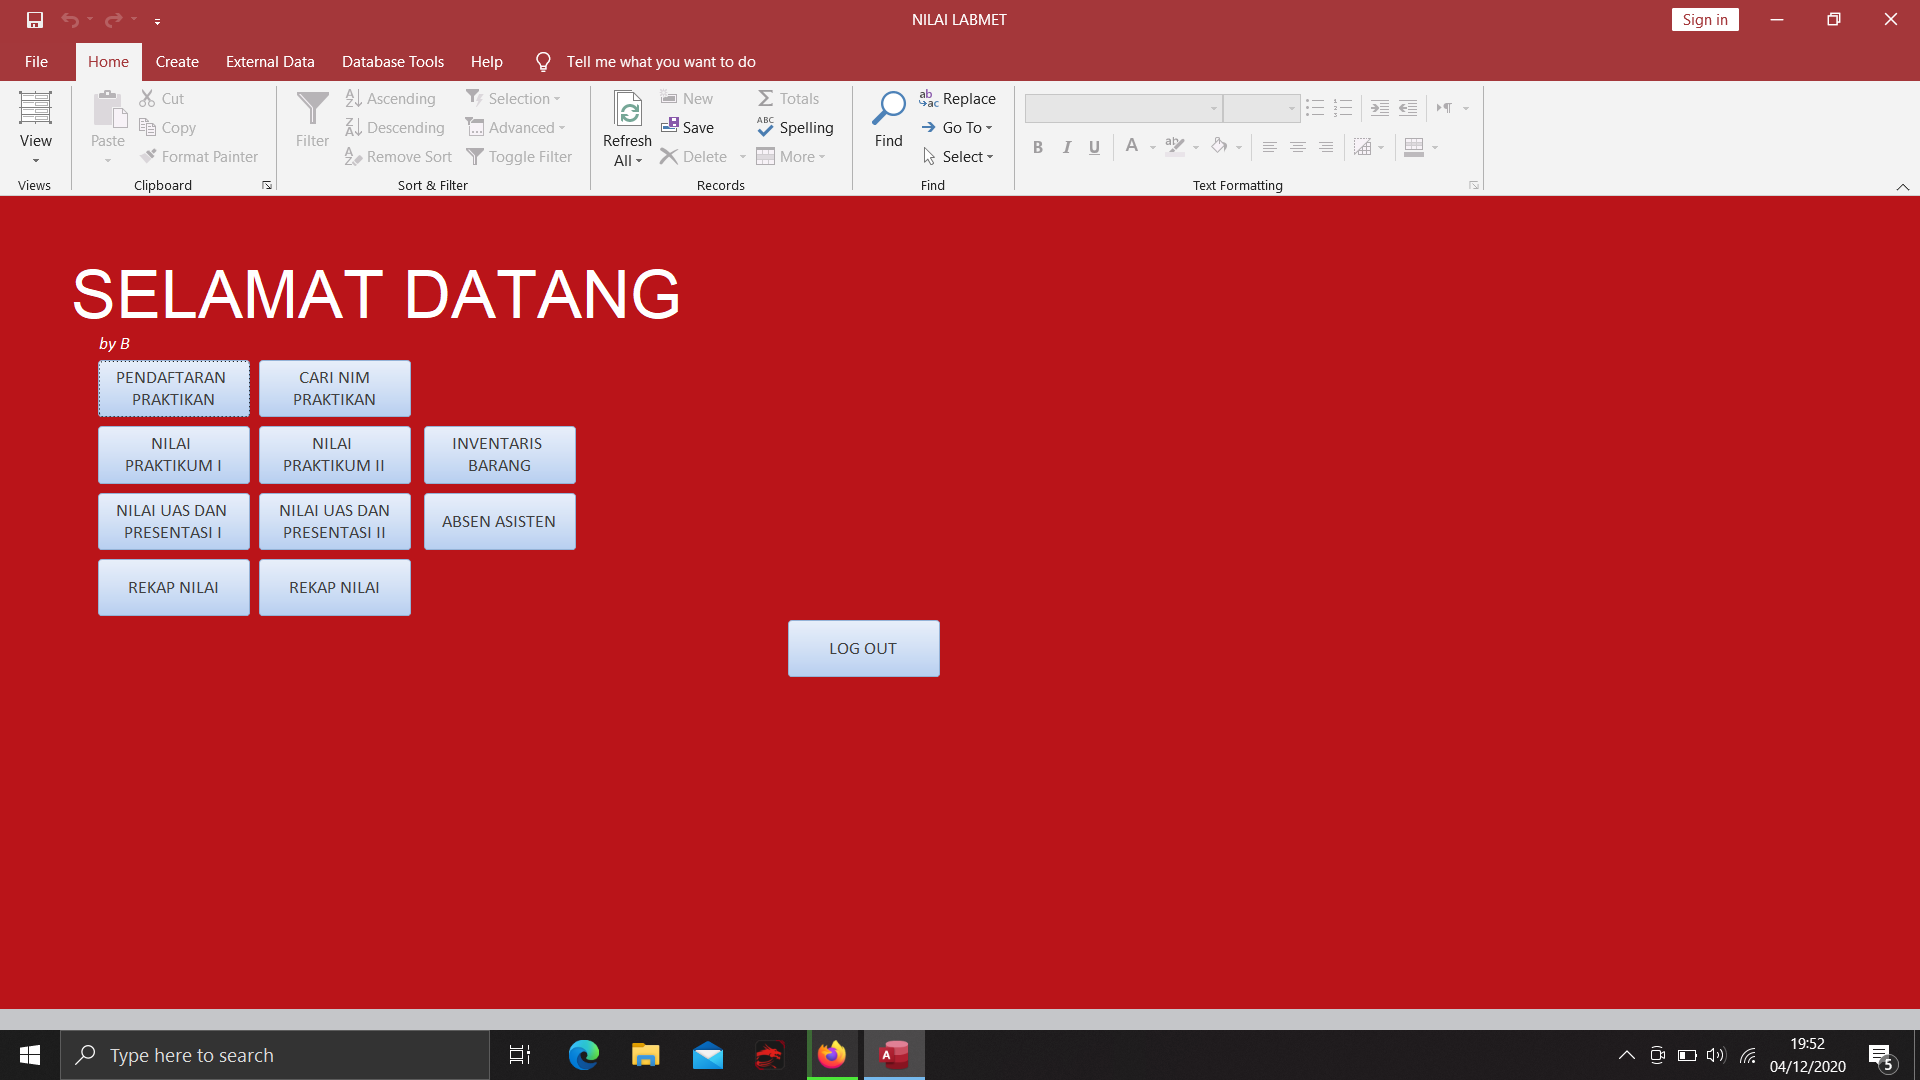 NILAI LABMET
Sign in
File
Home
Create
External Data
Database Tools
Help
Tell me what you want to do
View
Views
Paste
Cut
Copy
Format Painter
Clipboard
Filter
Ascending
Descending
Remove Sort
Selection
Advanced
Toggle Filter
Sort & Filter
Refresh
All
New
Save
Delete
Totals
Spelling
More
Records
Find
Replace
Go To
Select
Find
B I U A
Text Formatting
SELAMAT DATANG
by B
PENDAFTARAN
PRAKTIKAN
CARI NIM
PRAKTIKAN
NILAI
PRAKTIKUM I
NILAI
PRAKTIKUM II
INVENTARIS
BARANG
NILAI UAS DAN
PRESENTASI I
NILAI UAS DAN
PRESENTASI II
ABSEN ASISTEN
REKAP NILAI
REKAP NILAI
LOG OUT
Type here to search
19:52
04/12/2020
5